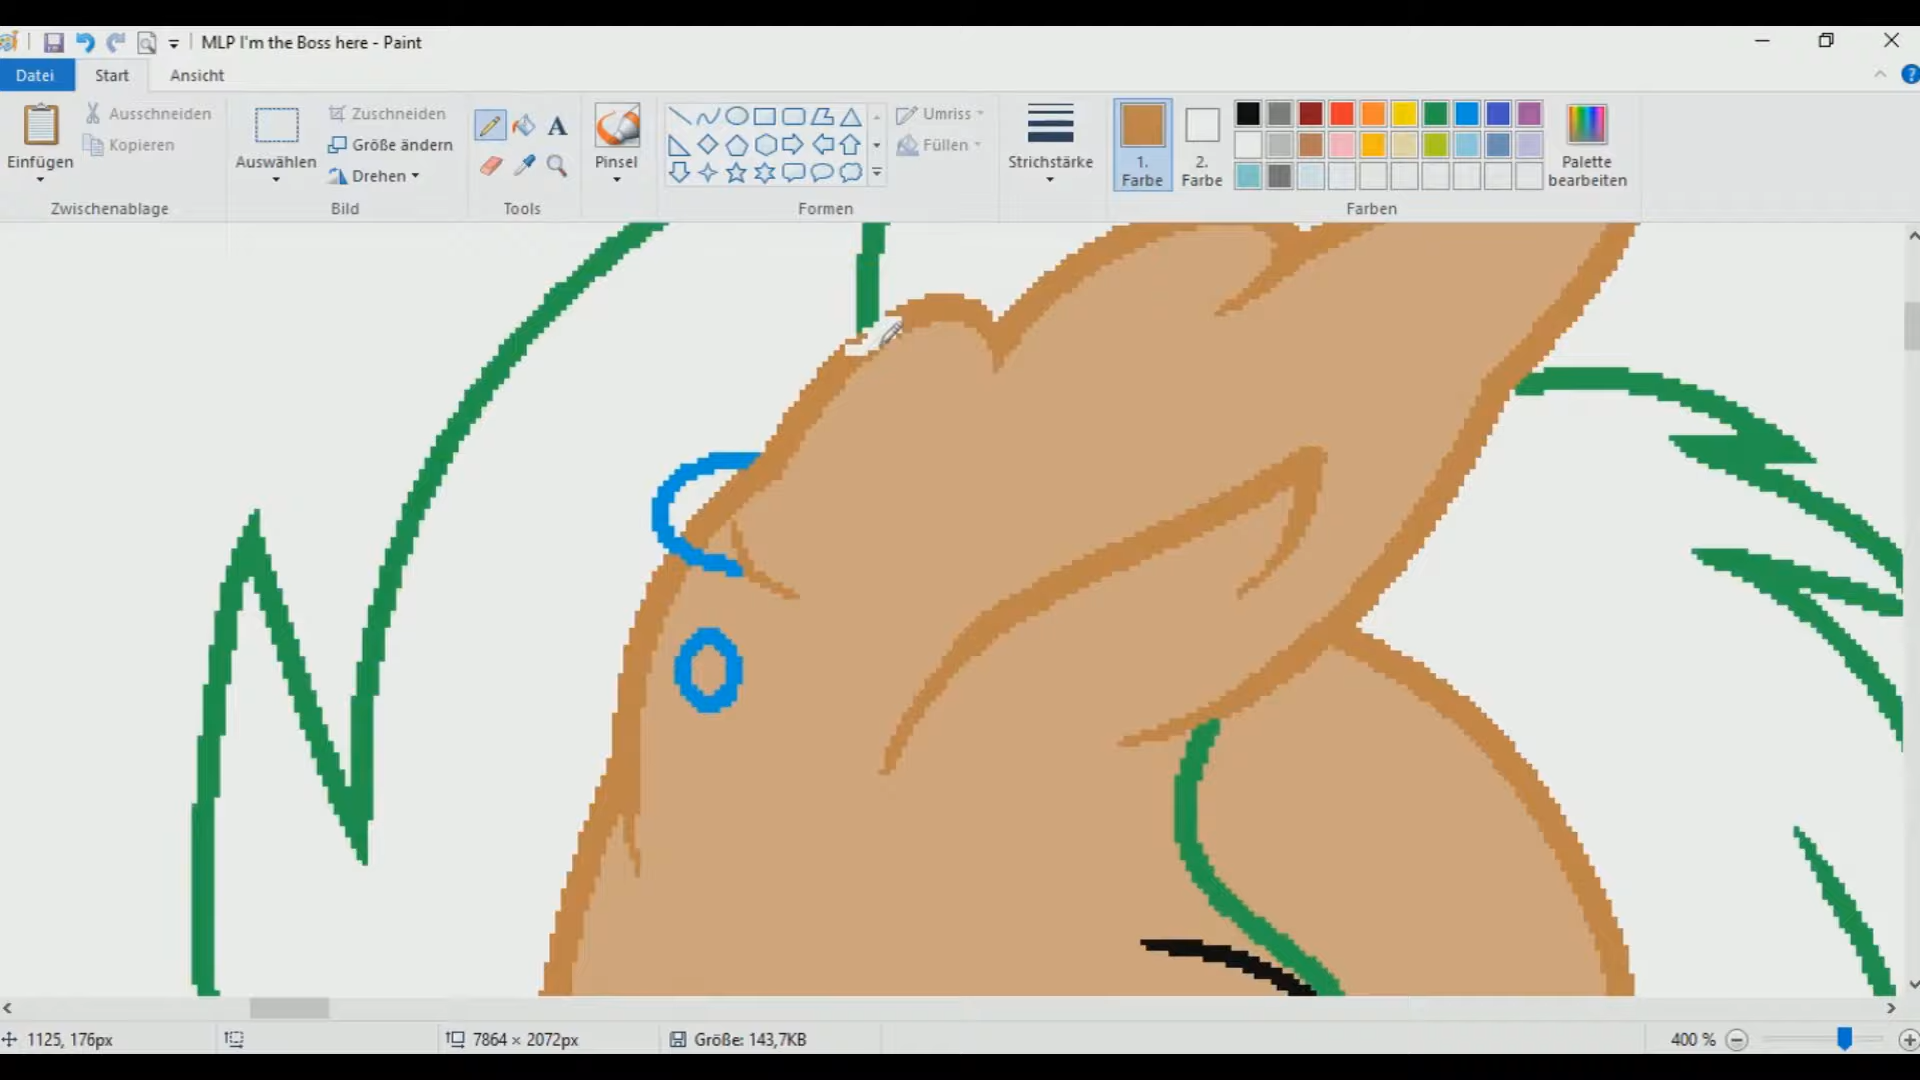 MLP I'm the Boss here - Paint
Datei Start Ansicht
Einfügen
Ausschneiden
Kopieren
Zwischenablage
Auswählen
Zuschneiden
Größe ändern
Drehen
Bild
A
Tools
Pinsel
Formen
Umriss
Füllen
Strichstärke
1.
Farbe
2.
Farbe
Palette
bearbeiten
Farben
1125, 176px
7864 × 2072px
Größe: 143,7KB
400 %